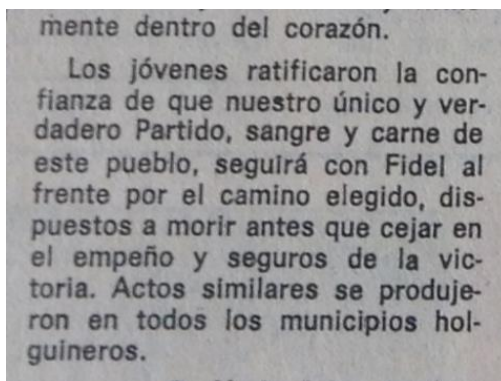 mente dentro del corazón.
Los jóvenes ratificaron la con-
fianza de que nuestro único y ver-
dadero Partido, sangre y carne de
este pueblo, seguirá con Fidel al
frente por el camino elegido, dis-
puestos a morir antes que cejar en
el empeño y seguros de la vic-
toria. Actos similares se produje-
ron en todos los municipios hol-
guineros.